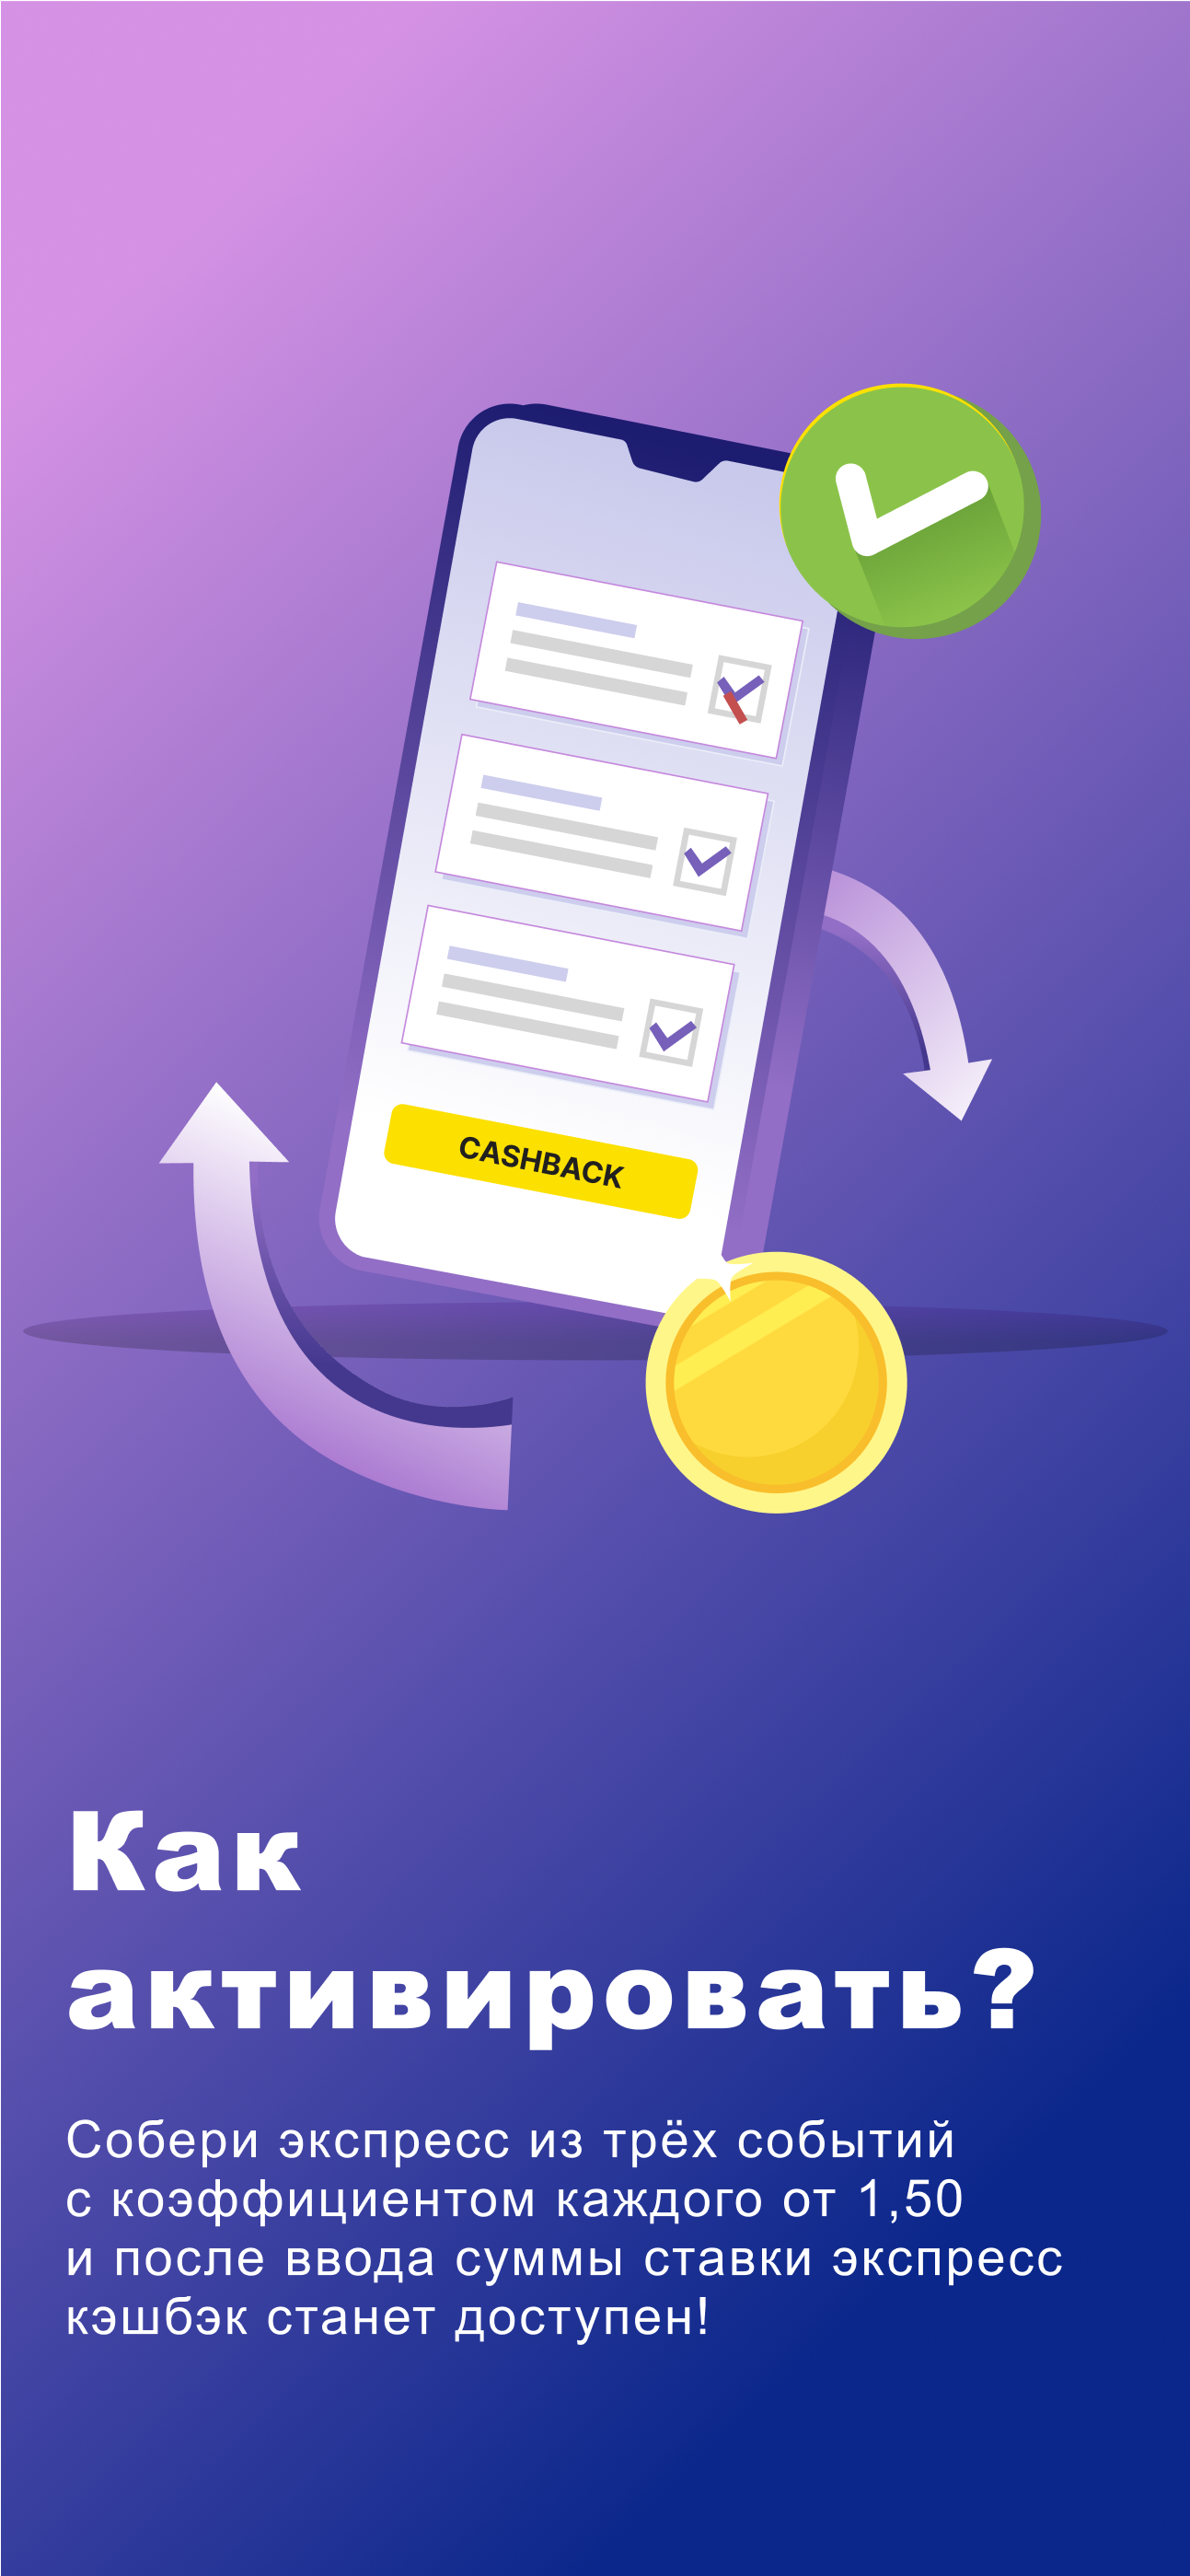 CASHBACK
Как
активировать?
Собери экспресс из трёх событий
с коэффициентом каждого от 1,50
и после ввода суммы ставки экспресс
кэшбэк станет доступен!